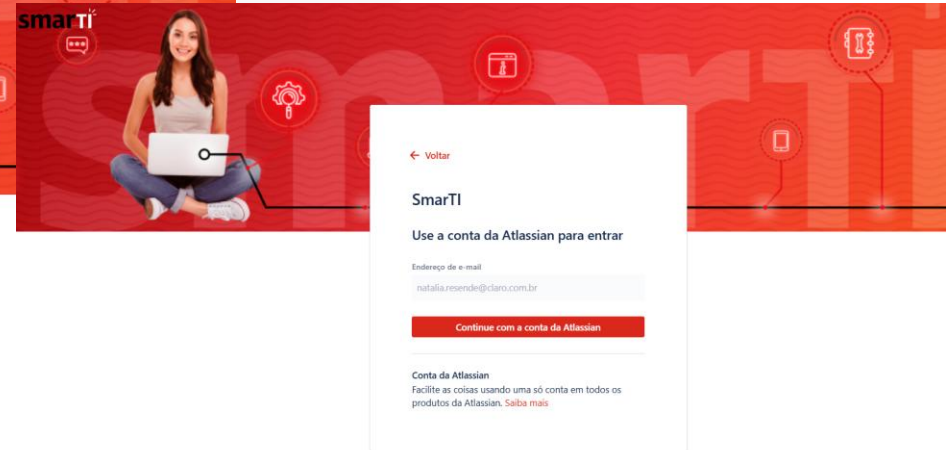 smarTI
smarTI
← Voltar
SmarTI
Use a conta da Atlassian para entrar
Endereço de e-mail
natalia.resende@claro.com.br
Continue com a conta da Atlassian
Conta da Atlassian
Facilite as coisas usando uma só conta em todos os
produtos da Atlassian. Saiba mais